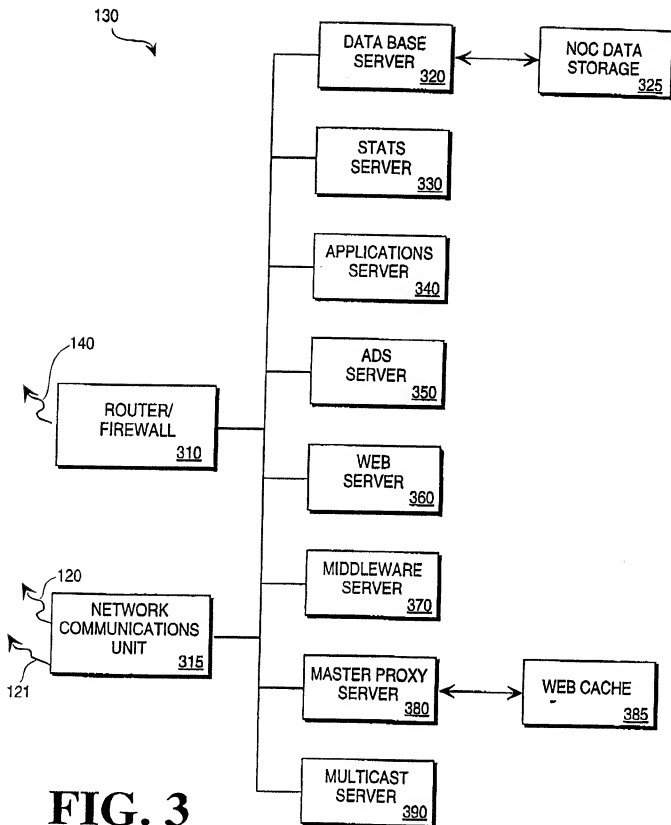 130
DATA BASE
SERVER
320
NOC DATA
STORAGE
325
STATS
SERVER
330
APPLICATIONS
SERVER
340
140
ADS
SERVER
350
ROUTER/
FIREWALL
310
WEB
SERVER
360
120
MIDDLEWARE
SERVER
370
NETWORK
COMMUNICATIONS
UNIT
315
121
MASTER PROXY
SERVER
380
WEB CACHE
385
MULTICAST
SERVER
390
FIG. 3